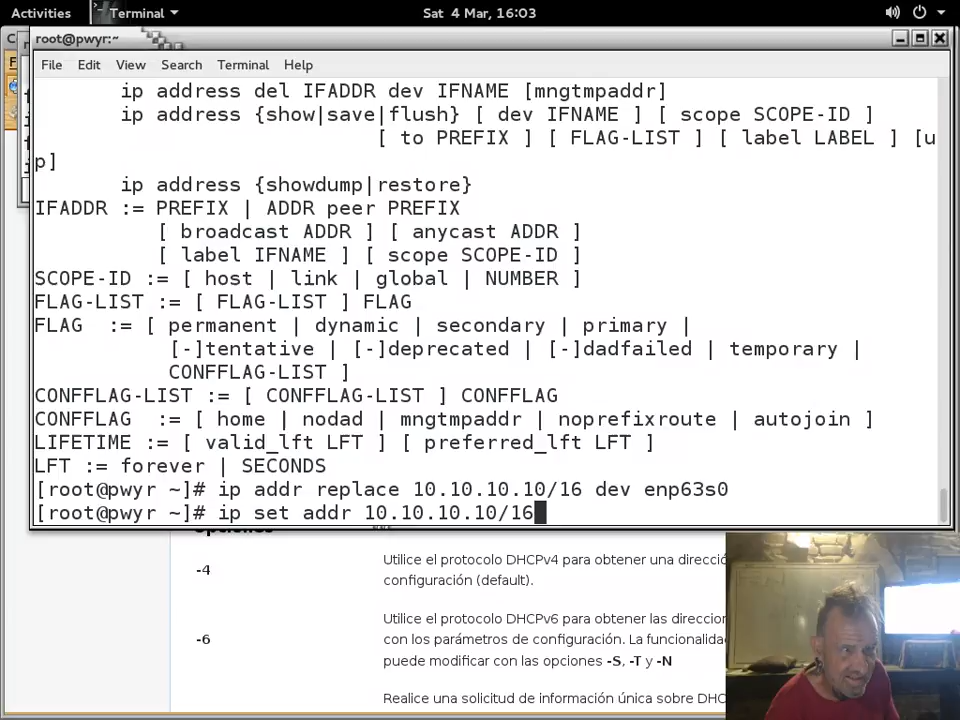 Activities
Terminal
Sat 4 Mar, 16:03
root@pwyr:~
File Edit View Search Terminal Help
ip address del IFADDR dev IFNAME [mngtmpaddr]
ip address {show|save|flush} [ dev IFNAME ] [ scope SCOPE-ID ]
[ to PREFIX ] [ FLAG-LIST ] [ label LABEL ] [u
p]
ip address {showdump|restore}
IFADDR := PREFIX | ADDR peer PREFIX
[ broadcast ADDR ] [ anycast ADDR ]
[ label IFNAME ] [ scope SCOPE-ID ]
SCOPE-ID := [ host | link | global | NUMBER ]
FLAG-LIST := [ FLAG-LIST ] FLAG
FLAG  := [ permanent | dynamic | secondary | primary |
[-]tentative | [-]deprecated | [-]dadfailed | temporary |
CONFFLAG-LIST ]
CONFFLAG-LIST := [ CONFFLAG-LIST ] CONFFLAG
CONFFLAG  := [ home | nodad | mngtmpaddr | noprefixroute | autojoin ]
LIFETIME := [ valid_lft LFT ] [ preferred_lft LFT ]
LFT := forever | SECONDS
[root@pwyr ~]# ip addr replace 10.10.10.10/16 dev enp63s0
[root@pwyr ~]# ip set addr 10.10.10.10/16
-4
Utilice el protocolo DHCPv4 para obtener una direcció
configuración (default).
-6
Utilice el protocolo DHCPv6 para obtener las direccion
con los parámetros de configuración. La funcionalidad
puede modificar con las opciones -S, -T y -N
Realice una solicitud de información única sobre DHC